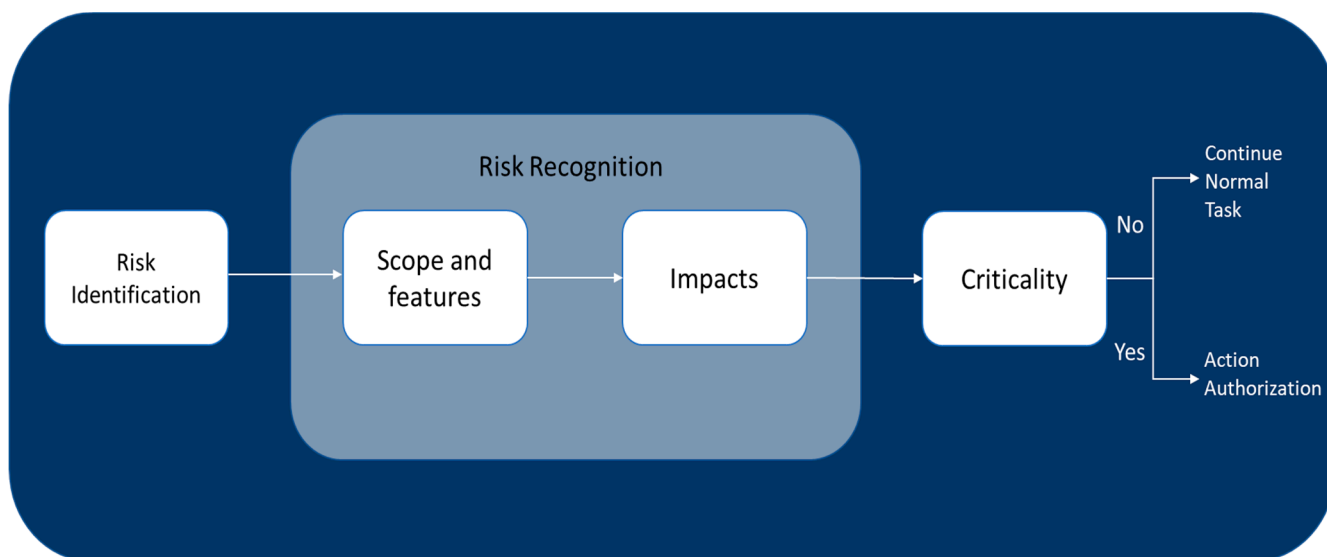 Risk Recognition
Risk
Identification
Scope and
features
Impacts
Criticality
No
Yes
Continue
Normal
Task
Action
Authorization